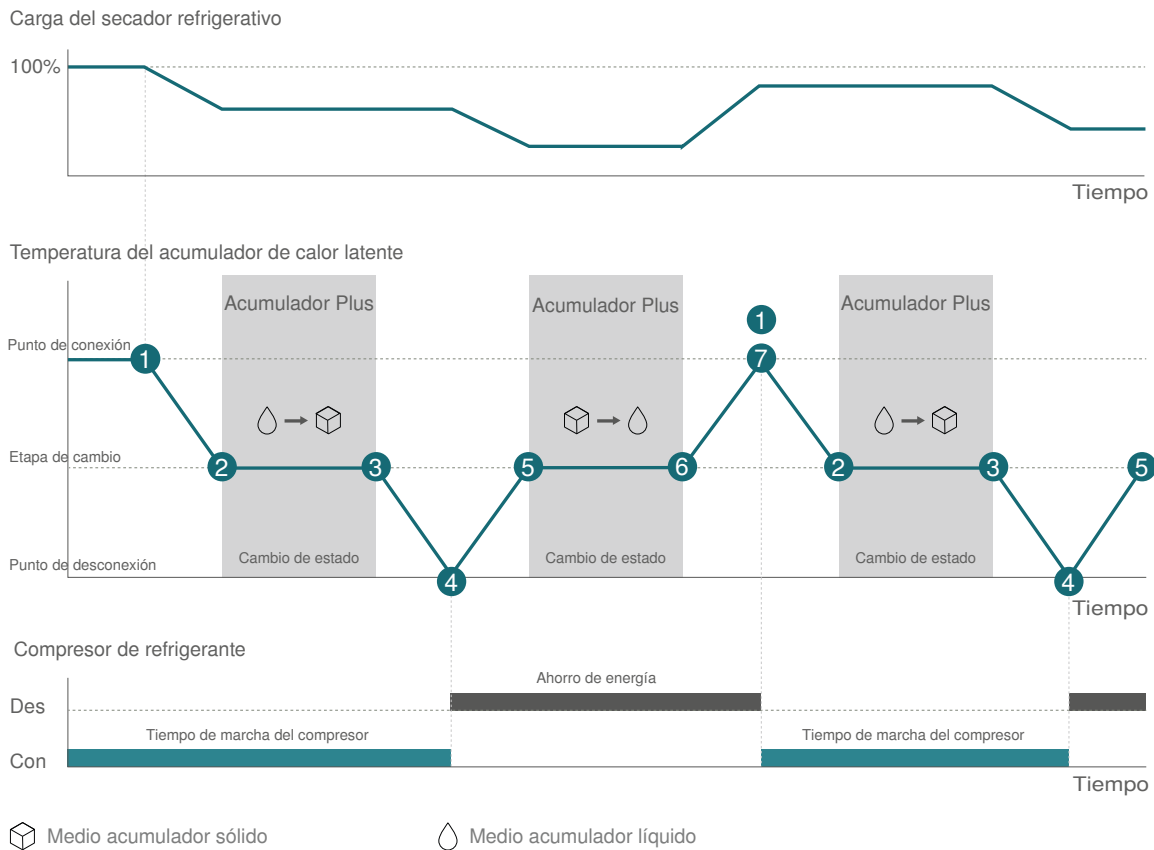 Carga del secador refrigerativo
100%
Tiempo
Temperatura del acumulador de calor latente
Acumulador Plus
Acumulador Plus
Acumulador Plus
1
Punto de conexión
1
7
Etapa de cambio
2
3
5
6
2
3
5
Punto de desconexión
Cambio de estado
Cambio de estado
Cambio de estado
4
4
Tiempo
Compresor de refrigerante
Ahorro de energía
Des
Tiempo de marcha del compresor
Tiempo de marcha del compresor
Con
Tiempo
Medio acumulador sólido
Medio acumulador líquido